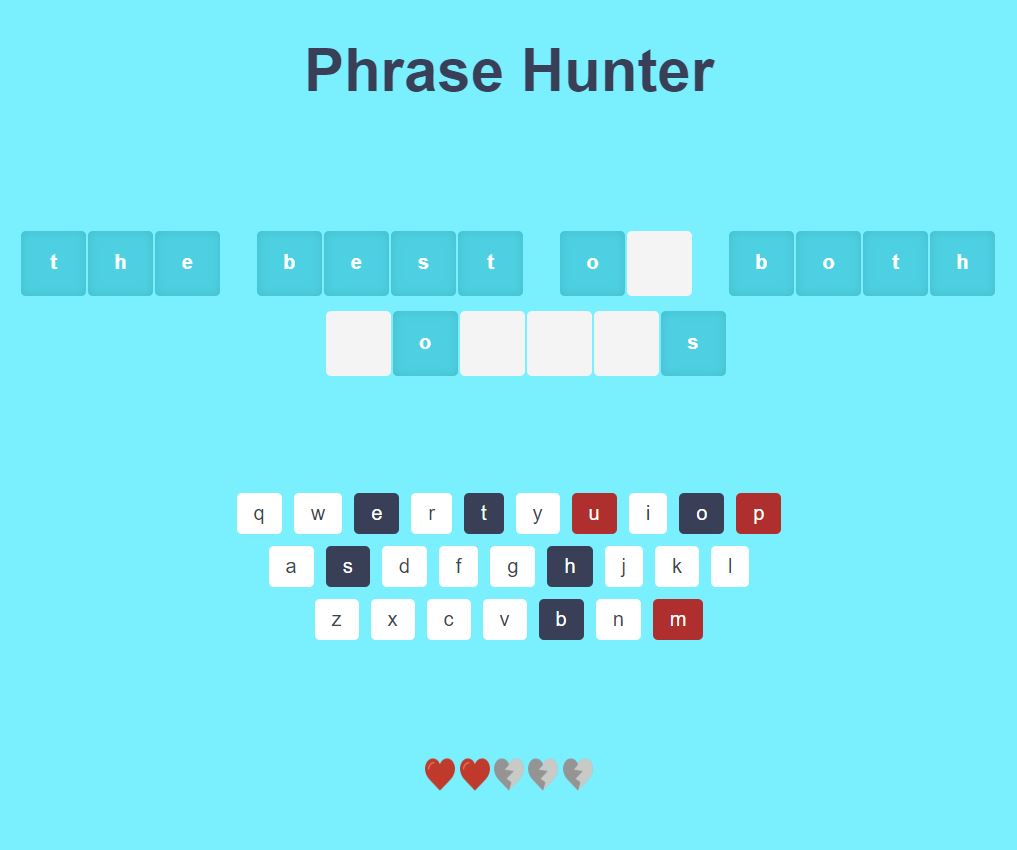 Phrase Hunter
t h e b e s t o b o t h
o s
q w e r t y u i o p
a s d f g h j k l
z x c v b n m